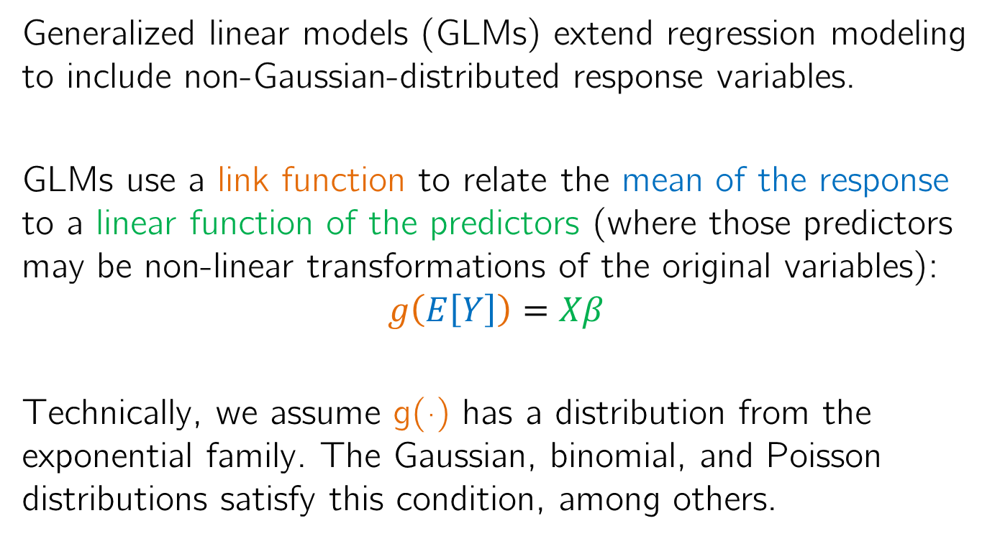 Generalized linear models (GLMs) extend regression modeling
to include non-Gaussian-distributed response variables.
GLMs use a link function to relate the mean of the response
to a linear function of the predictors (where those predictors
may be non-linear transformations of the original variables):
g(E[Y]) = Xβ
Technically, we assume g(·) has a distribution from the
exponential family. The Gaussian, binomial, and Poisson
distributions satisfy this condition, among others.